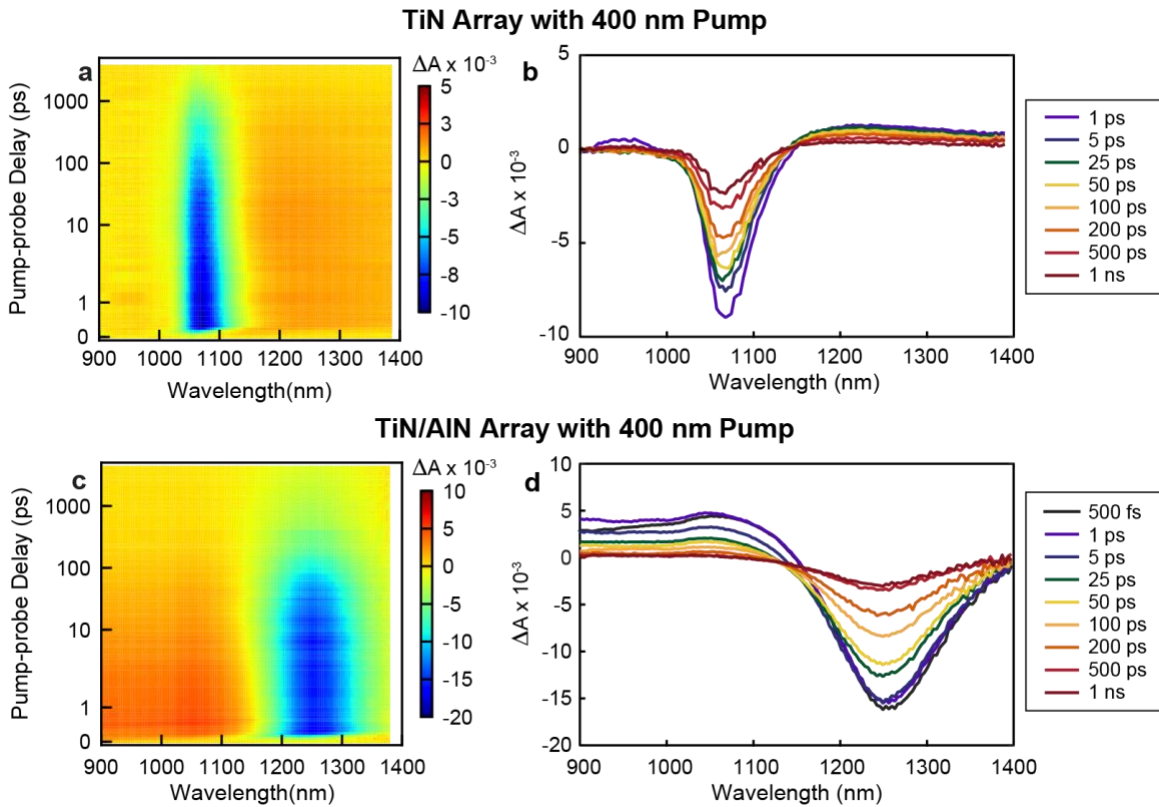 TiN Array with 400 nm Pump
a
ΔA x 10⁻³
5
3
2
0
-3
-5
-7
-8
-10
1000
100
10
1
0
Pump-probe Delay (ps)
900 1000 1100 1200 1300 1400
Wavelength(nm)
b
5
0
-5
-10
ΔA x 10⁻³
900 1000 1100 1200 1300 1400
Wavelength (nm)
1 ps
5 ps
25 ps
50 ps
100 ps
200 ps
500 ps
1 ns
TiN/AlN Array with 400 nm Pump
c
ΔA x 10⁻³
10
5
0
-5
-10
-15
-20
1000
100
10
1
0
Pump-probe Delay (ps)
900 1000 1100 1200 1300 1400
Wavelength(nm)
d
10
5
0
-5
-10
-15
-20
ΔA x 10⁻³
900 1000 1100 1200 1300 1400
Wavelength (nm)
500 fs
1 ps
5 ps
25 ps
50 ps
100 ps
200 ps
500 ps
1 ns